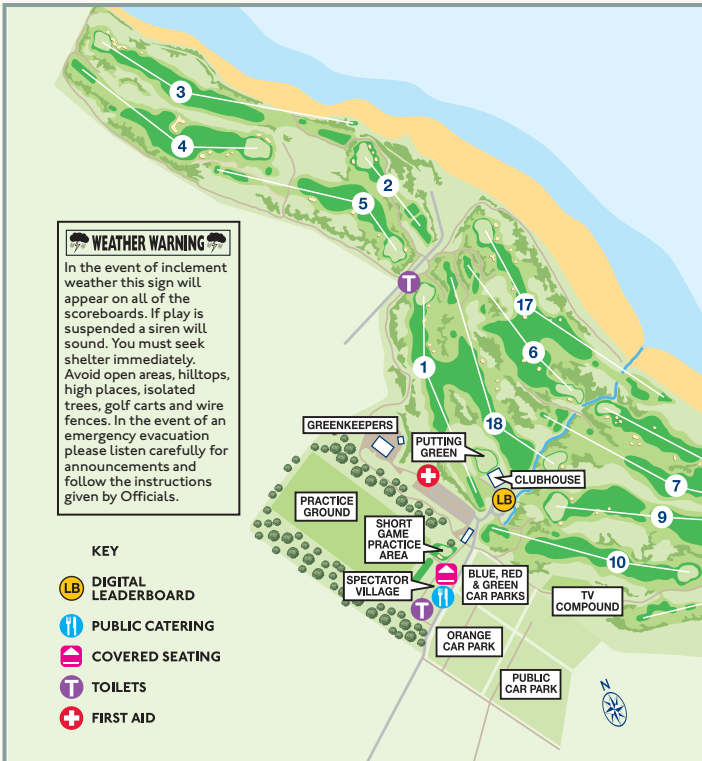 3
4
2
5
WEATHER WARNING
In the event of inclement
weather this sign will
appear on all of the
scoreboards. If play is
suspended a siren will
sound. You must seek
shelter immediately.
Avoid open areas, hilltops,
high places, isolated
trees, golf carts and wire
fences. In the event of an
emergency evacuation
please listen carefully for
announcements and
follow the instructions
given by Officials.
T
17
6
1
18
7
9
10
GREENKEEPERS
PUTTING
GREEN
CLUBHOUSE
LB
PRACTICE
GROUND
SHORT
GAME
PRACTICE
AREA
SPECTATOR
VILLAGE
BLUE, RED
& GREEN
CAR PARKS
TV
COMPOUND
T
ORANGE
CAR PARK
PUBLIC
CAR PARK
N
KEY
LB DIGITAL
LEADERBOARD
PUBLIC CATERING
COVERED SEATING
T TOILETS
FIRST AID